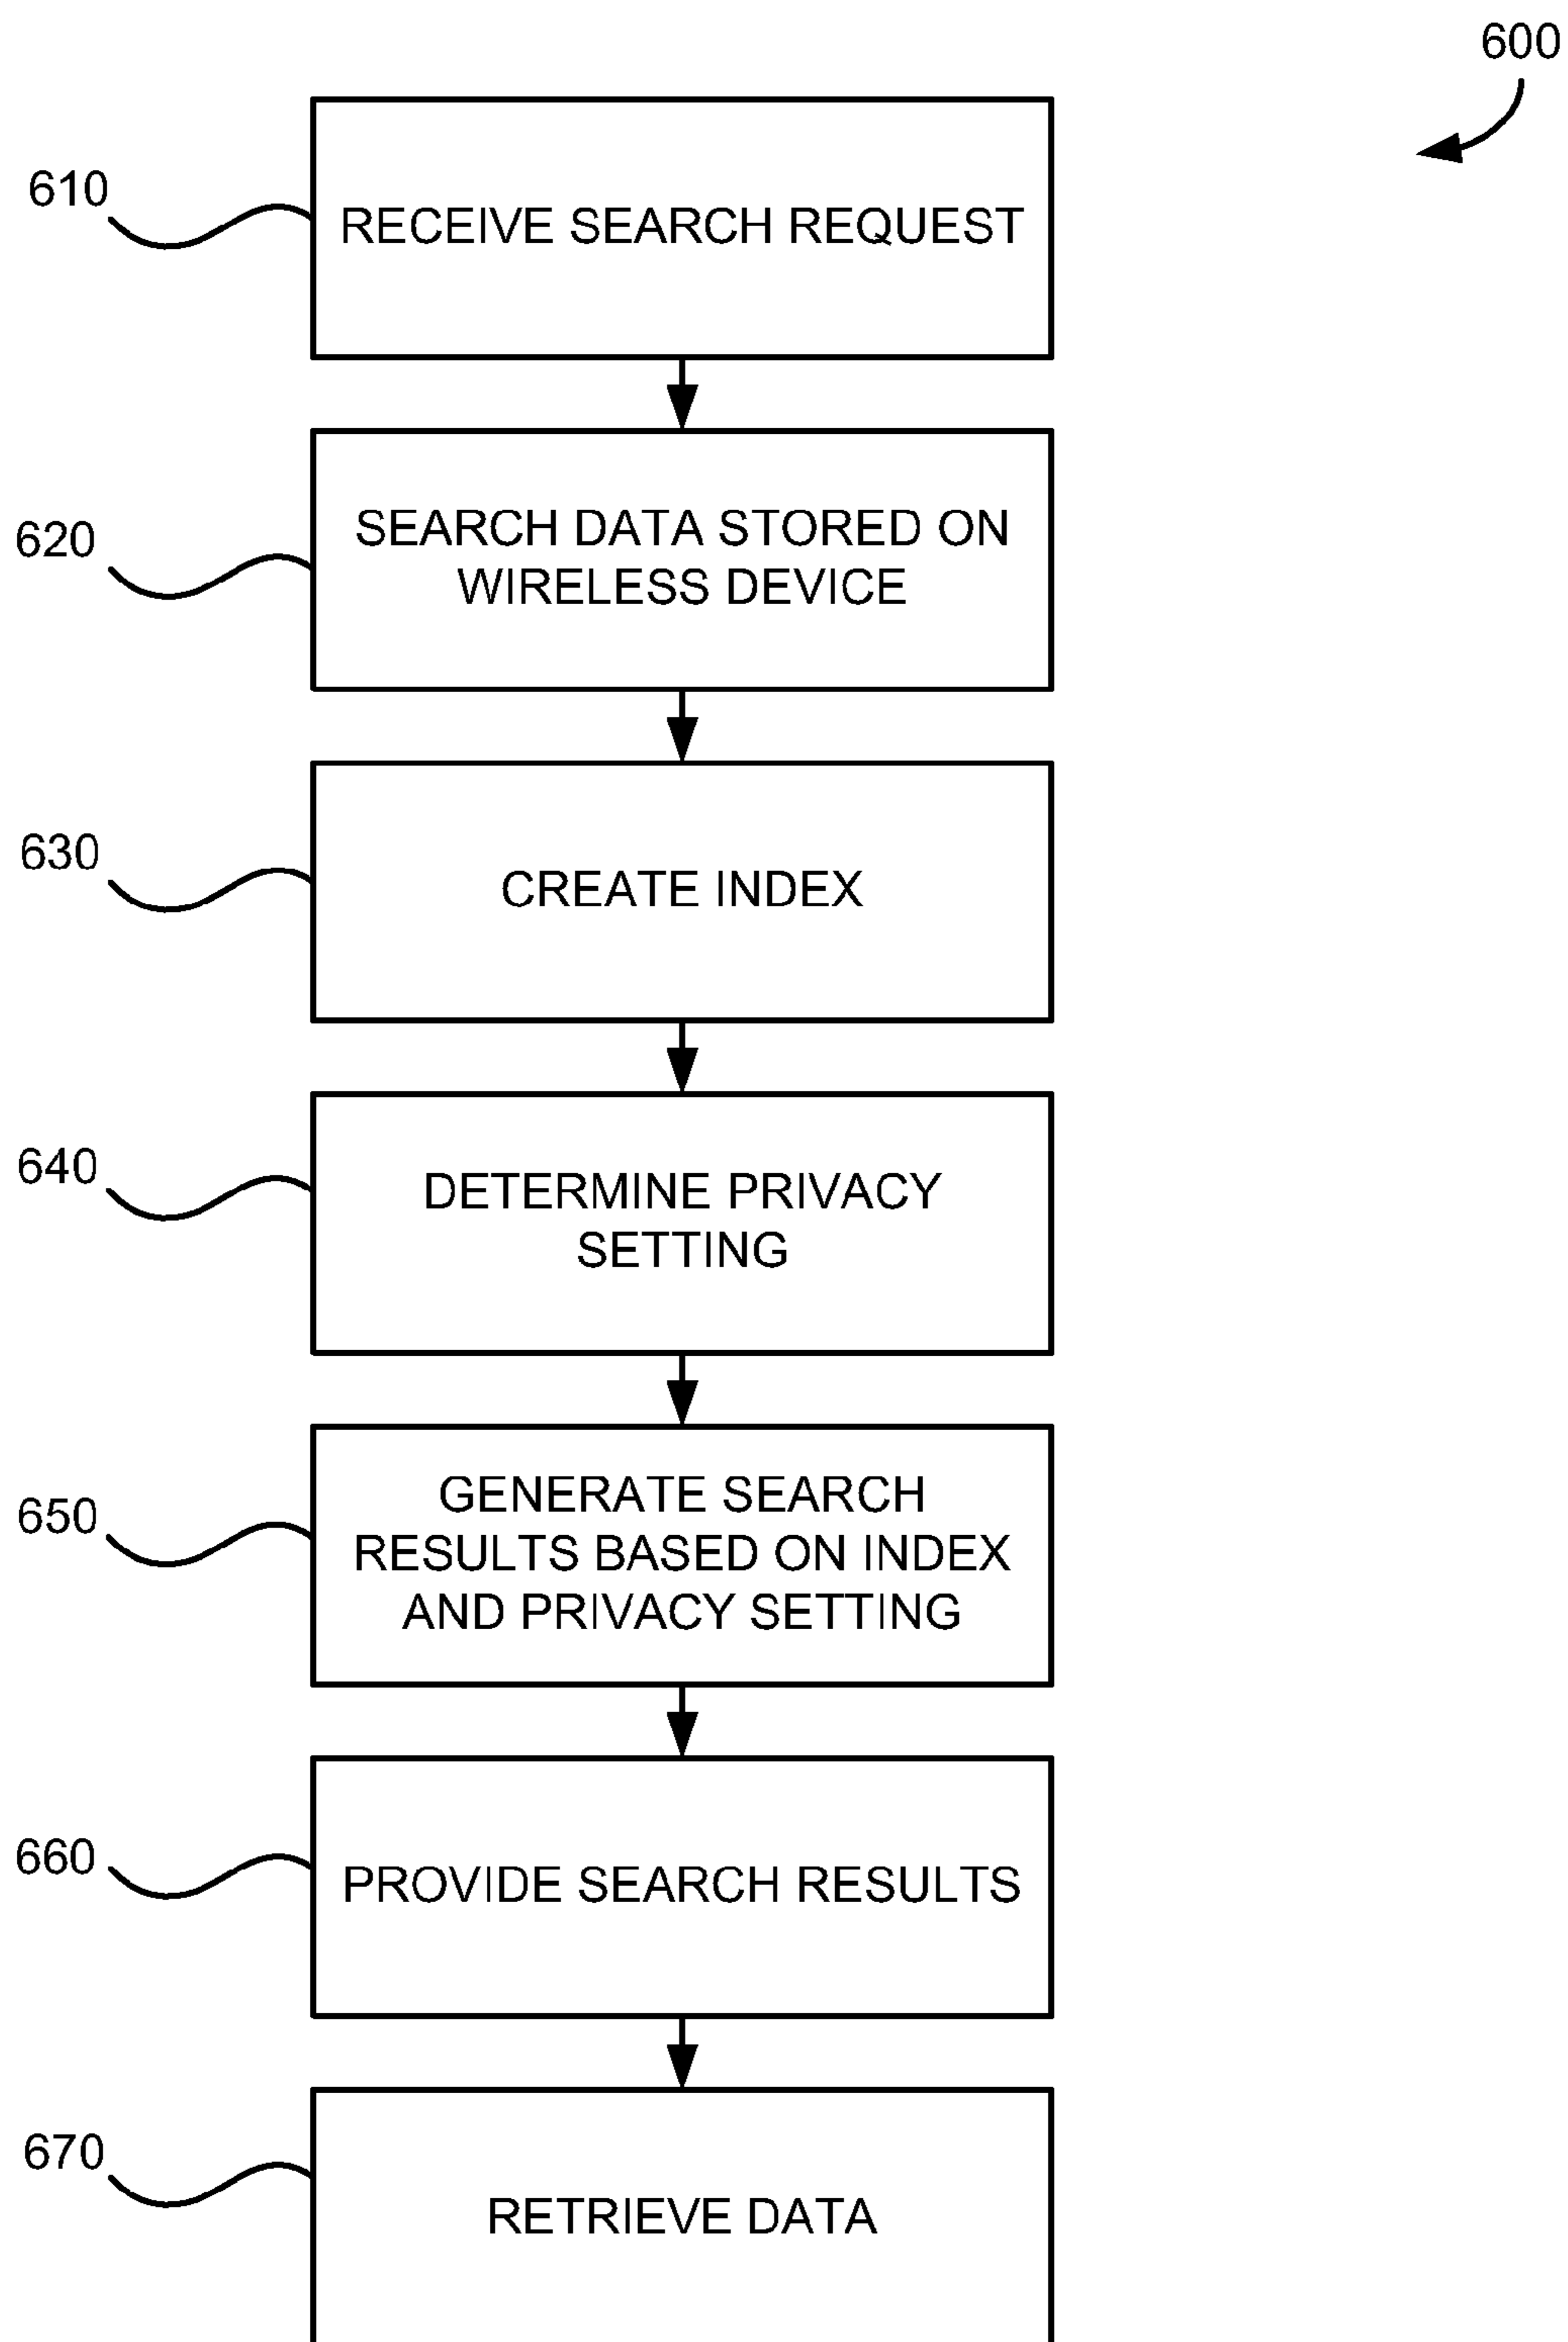 600
610
RECEIVE SEARCH REQUEST
620
SEARCH DATA STORED ON
WIRELESS DEVICE
630
CREATE INDEX
640
DETERMINE PRIVACY
SETTING
650
GENERATE SEARCH
RESULTS BASED ON INDEX
AND PRIVACY SETTING
660
PROVIDE SEARCH RESULTS
670
RETRIEVE DATA